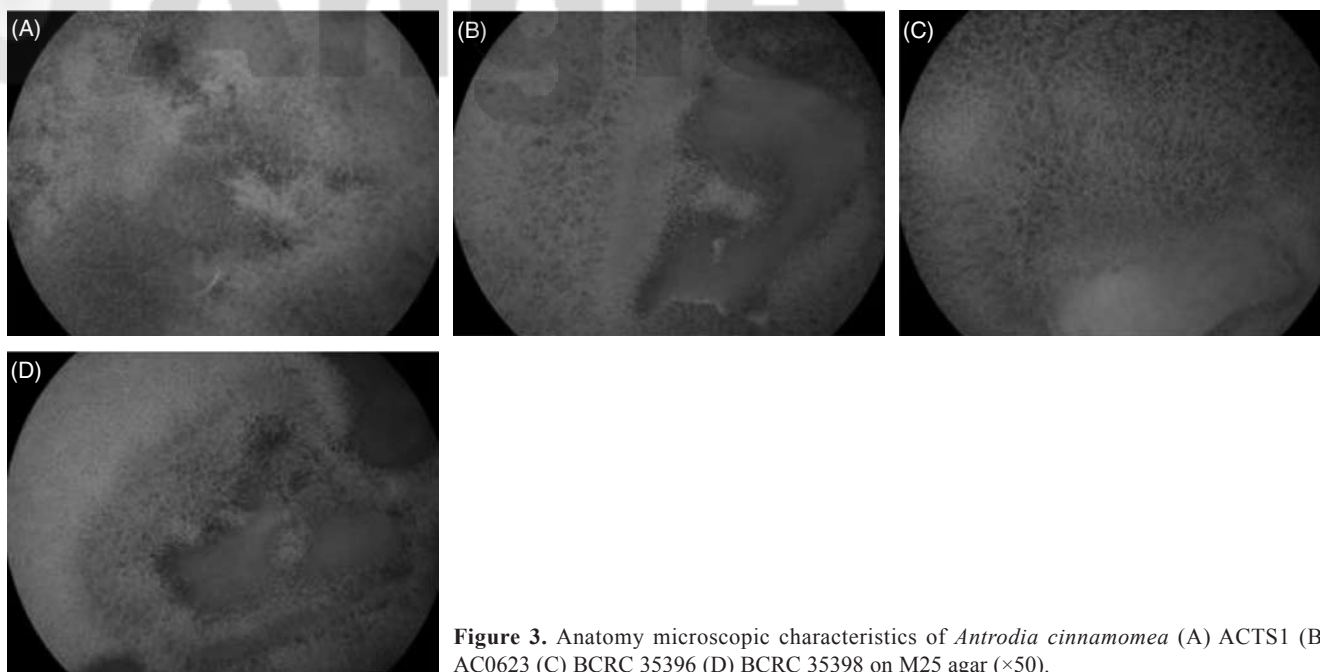 (A)
(B)
(C)
(D)
Figure 3. Anatomy microscopic characteristics of Antrodia cinnamomea (A) ACTS1 (B
AC0623 (C) BCRC 35396 (D) BCRC 35398 on M25 agar (×50).